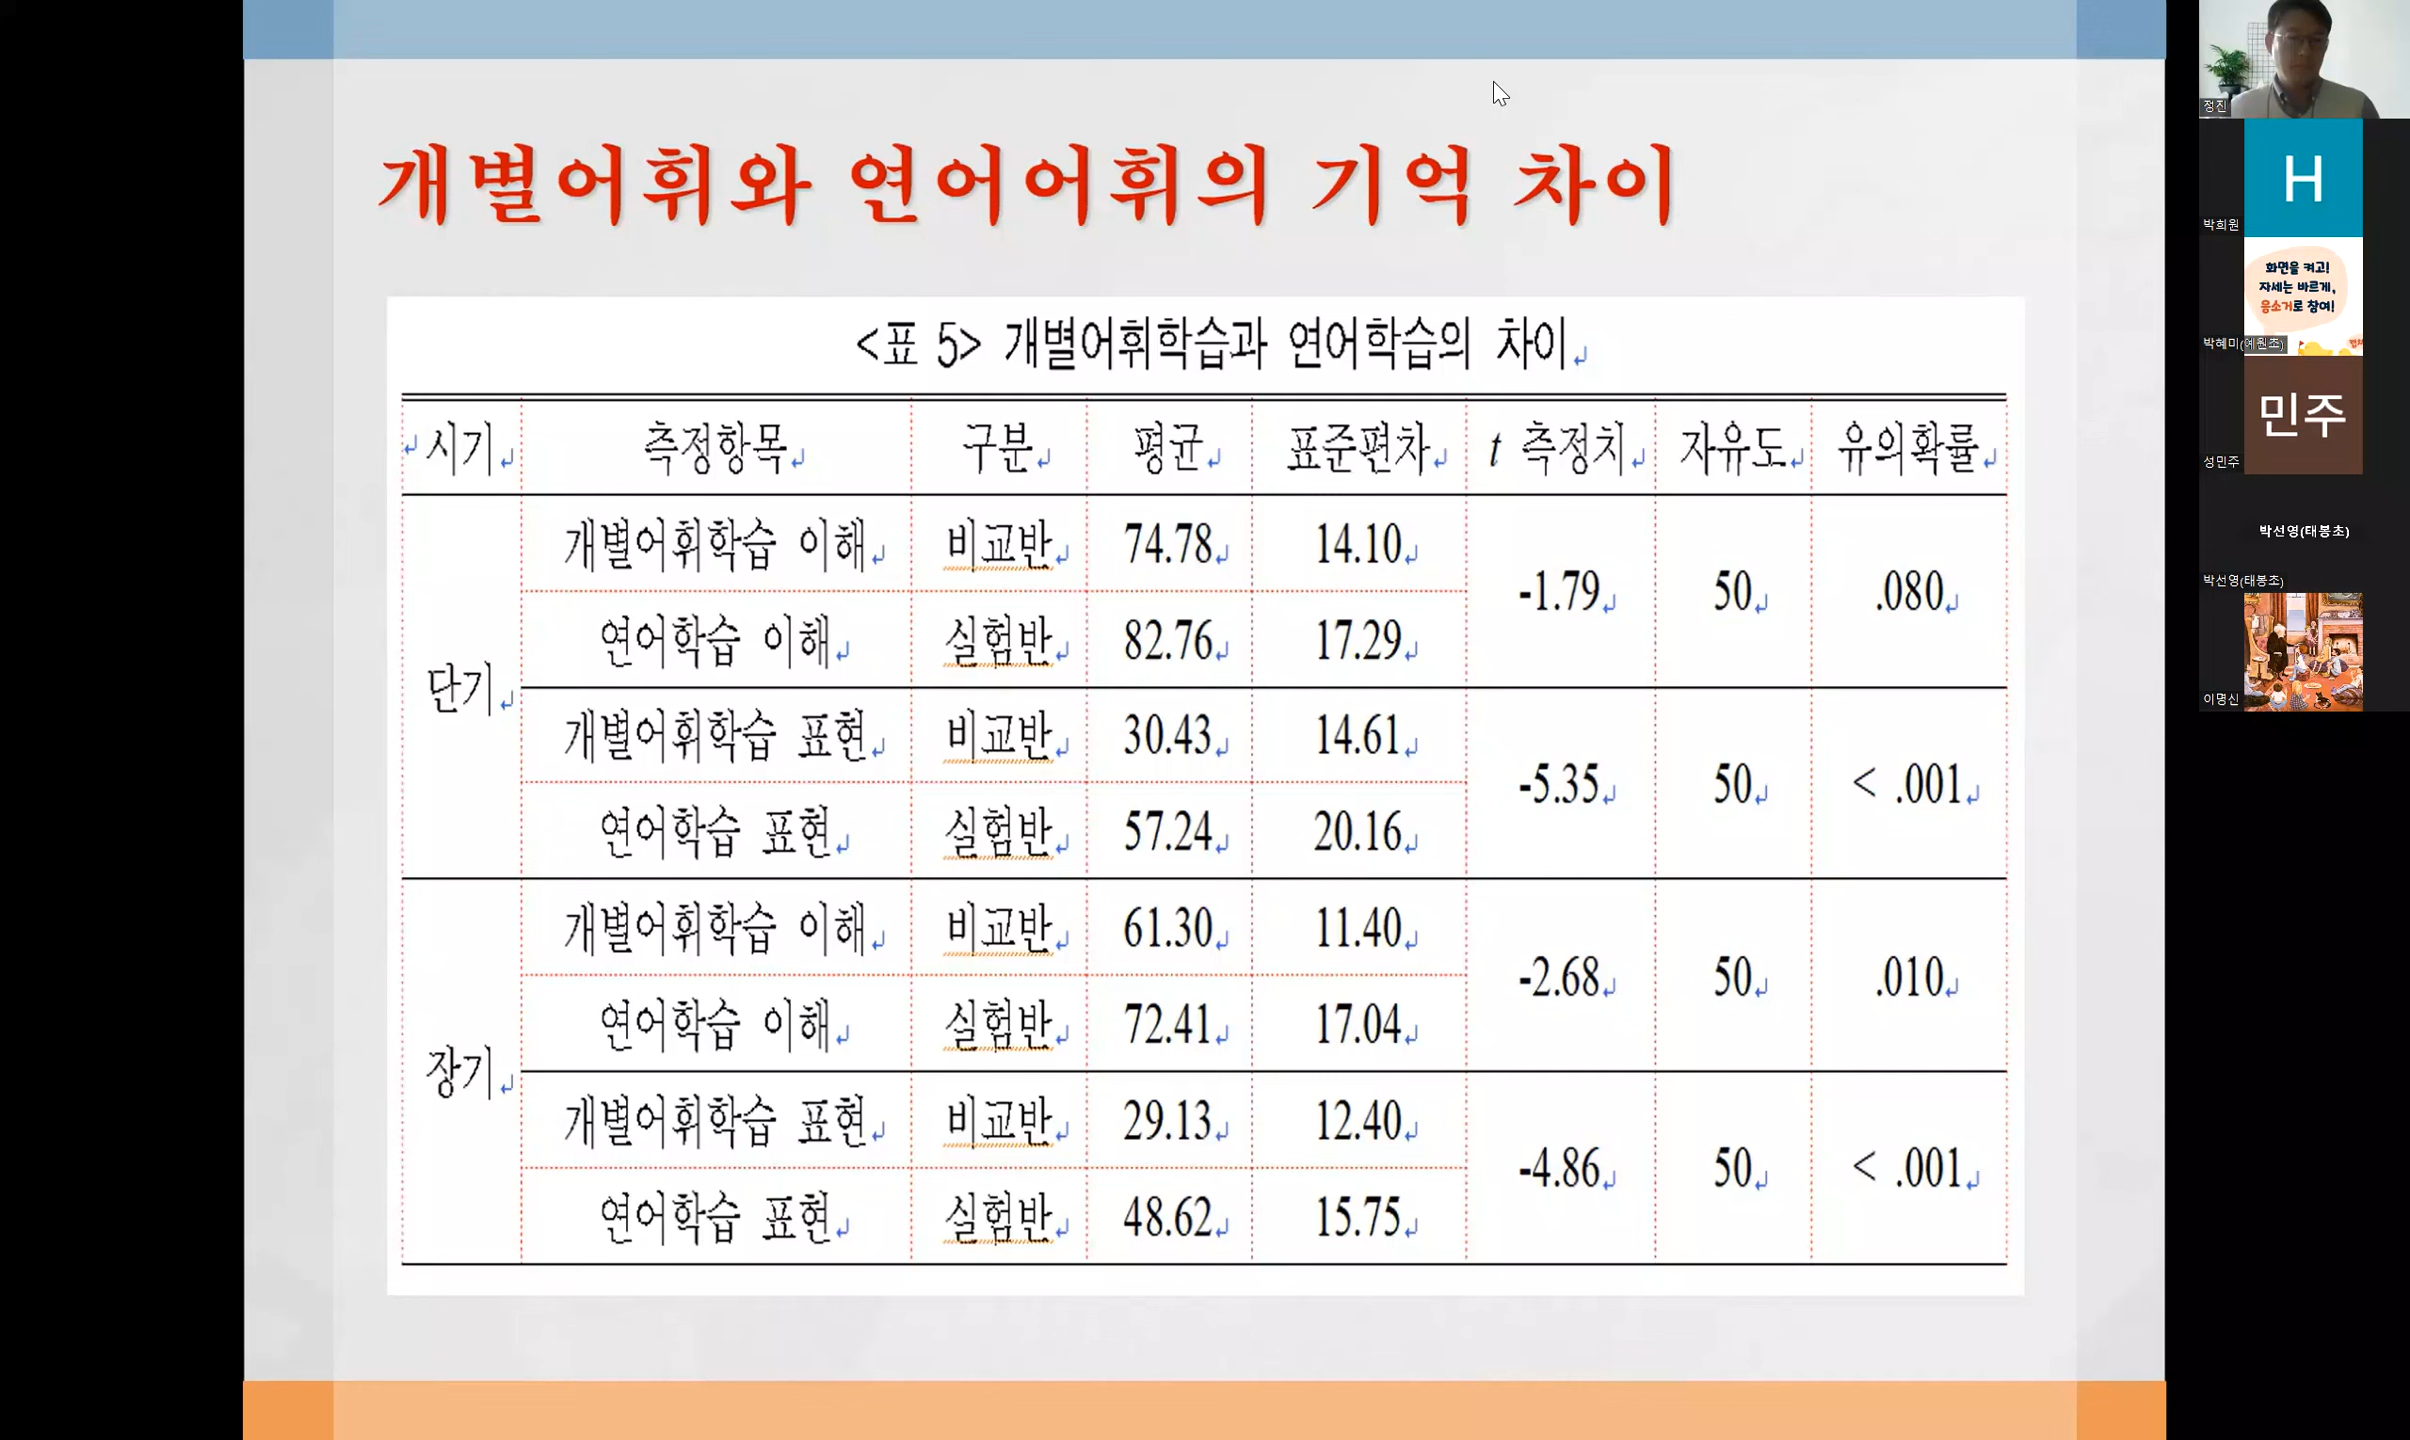 개별어휘와 연어어휘의 기억 차이
<표 5> 개별어휘학습과 연어학습의 차이
시기 측정항목 구분 평균 표준편차 t 측정치 자유도 유의확률
단기
개별어휘학습 이해 비교반 74.78 14.10
연어학습 이해 실험반 82.76 17.29
-1.79 50 .080
개별어휘학습 표현 비교반 30.43 14.61
연어학습 표현 실험반 57.24 20.16
-5.35 50 < .001
장기
개별어휘학습 이해 비교반 61.30 11.40
연어학습 이해 실험반 72.41 17.04
-2.68 50 .010
개별어휘학습 표현 비교반 29.13 12.40
연어학습 표현 실험반 48.62 15.75
-4.86 50 < .001
정진
H
박희원
화면을 켜고!
자세는 바르게,
음소거로 참여!
박혜미(예원초)
민주
성민주
박선영(태봉초)
박선영(태봉초)
이명신